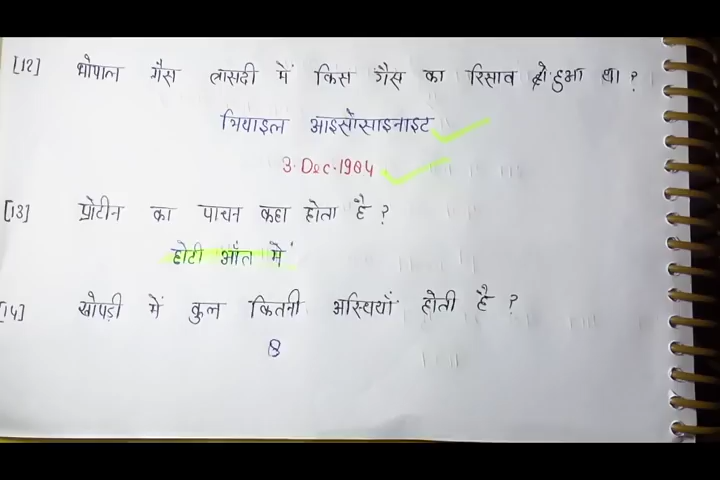 [12] भोपाल गैस त्रासदी में किस गैस का रिसाव हुआ था ?
मिथाइल आइसोसाइनाइट
3.Dec.1984
[13] प्रोटीन का पाचन कहा होता है ?
छोटी आँत में
[14] खोपड़ी में कुल कितनी अस्थियाँ होती है ?
8